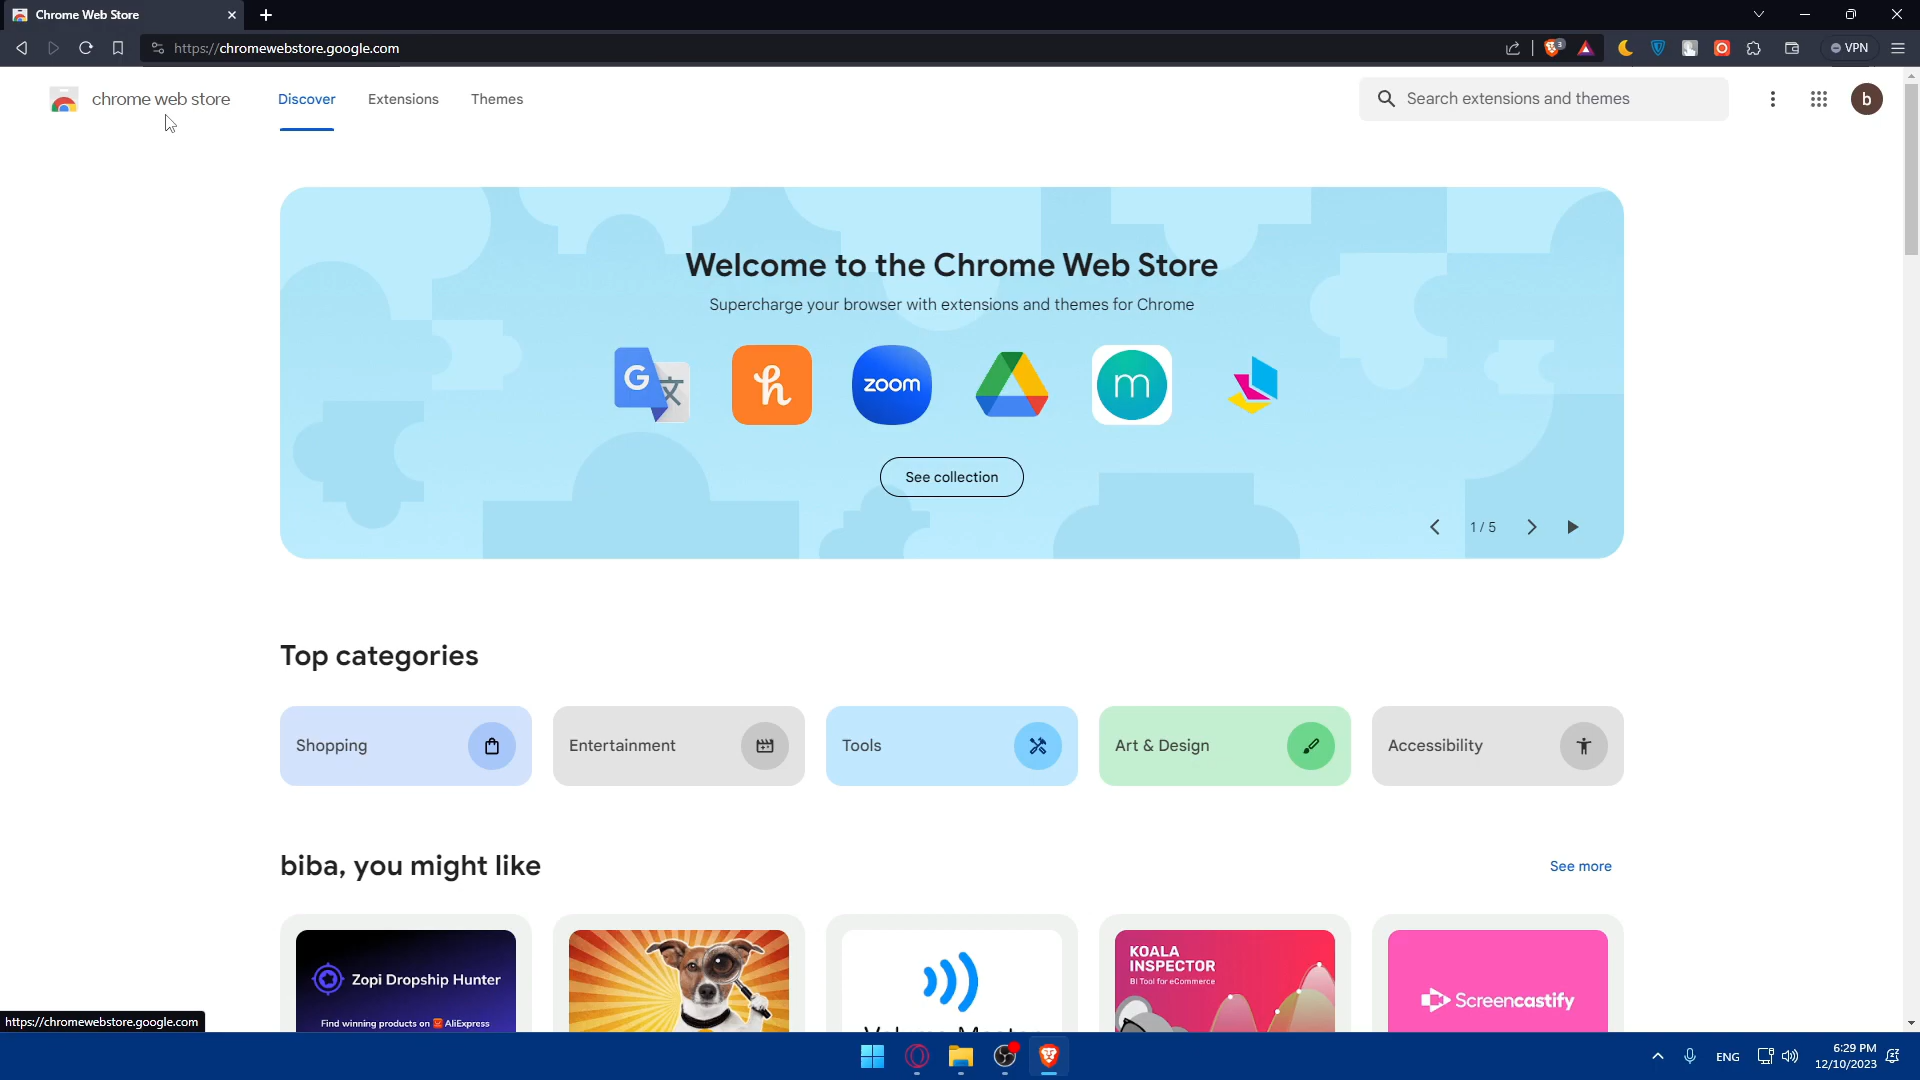 Chrome Web Store
https://chromewebstore.google.com
3
VPN
chrome web store
Discover
Extensions
Themes
Search extensions and themes
b
Welcome to the Chrome Web Store
Supercharge your browser with extensions and themes for Chrome
G
h
zoom
m
See collection
1 / 5
Top categories
Shopping
Entertainment
Tools
Art & Design
Accessibility
biba, you might like
See more
Zopi Dropship Hunter
Find winning products on AliExpress
KOALA
INSPECTOR
BI Tool for eCommerce
Screencastify
https://chromewebstore.google.com
ENG
6:29 PM
12/10/2023